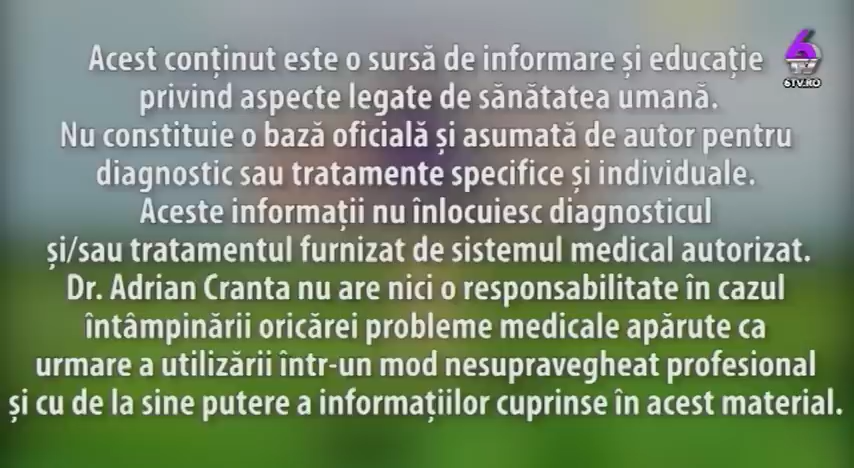 Acest conținut este o sursă de informare și educație
privind aspecte legate de sănătatea umană.
Nu constituie o bază oficială și asumată de autor pentru
diagnostic sau tratamente specifice și individuale.
Aceste informații nu înlocuiesc diagnosticul
și/sau tratamentul furnizat de sistemul medical autorizat.
Dr. Adrian Cranta nu are nici o responsabilitate în cazul
întâmpinării oricărei probleme medicale apărute ca
urmare a utilizării într-un mod nesupravegheat profesional
și cu de la sine putere a informațiilor cuprinse în acest material.
6
TV
6TV.RO